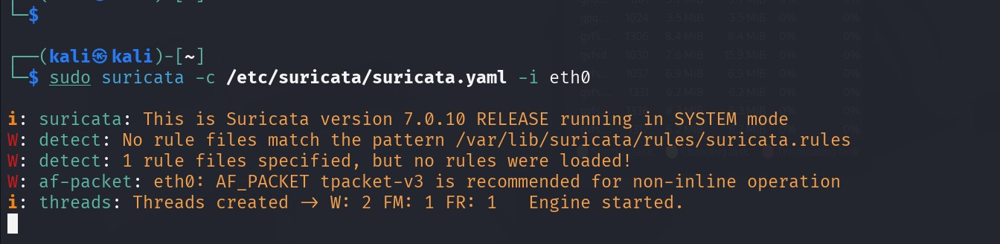 └─$
┌──(kali㉿kali)-[~]
└─$ sudo suricata -c /etc/suricata/suricata.yaml -i eth0
i: suricata: This is Suricata version 7.0.10 RELEASE running in SYSTEM mode
W: detect: No rule files match the pattern /var/lib/suricata/rules/suricata.rules
W: detect: 1 rule files specified, but no rules were loaded!
W: af-packet: eth0: AF_PACKET tpacket-v3 is recommended for non-inline operation
i: threads: Threads created -> W: 2 FM: 1 FR: 1   Engine started.